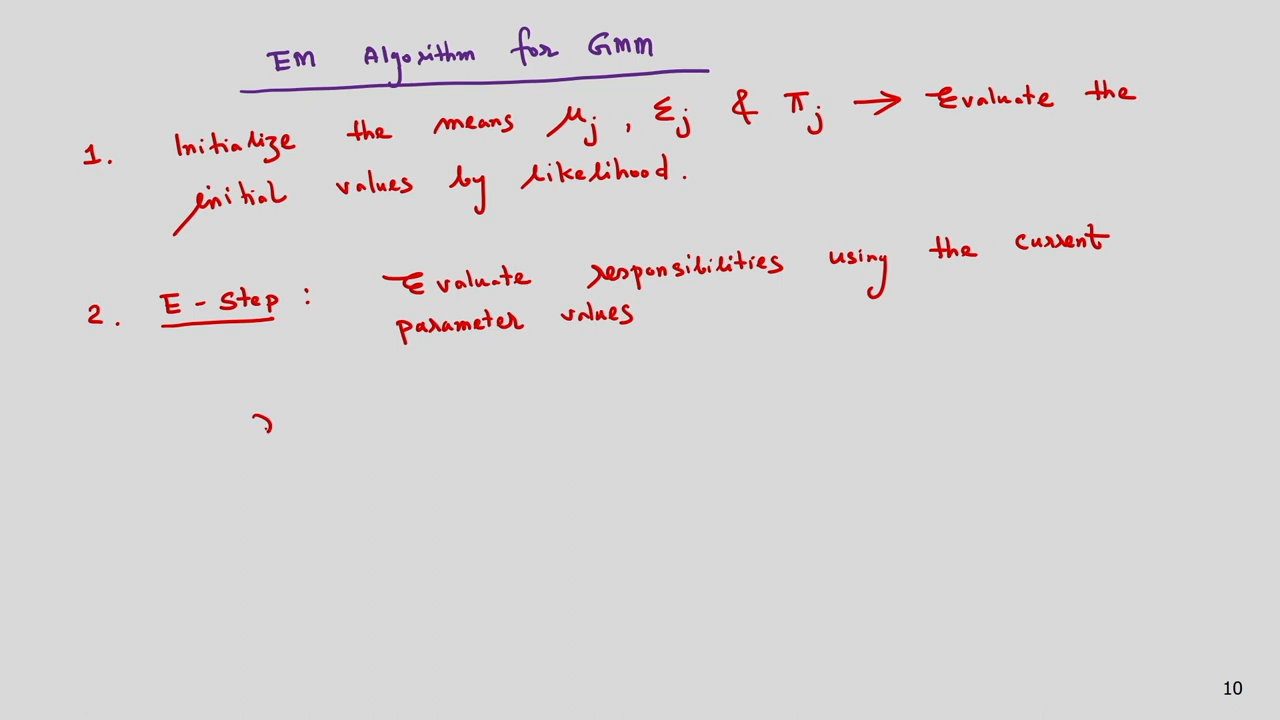 EM Algorithm for GMM
1. Initialize the means μj, Σj & πj → Evaluate the
initial values by likelihood.
2. E - Step : Evaluate responsibilities using the current
parameter values
10